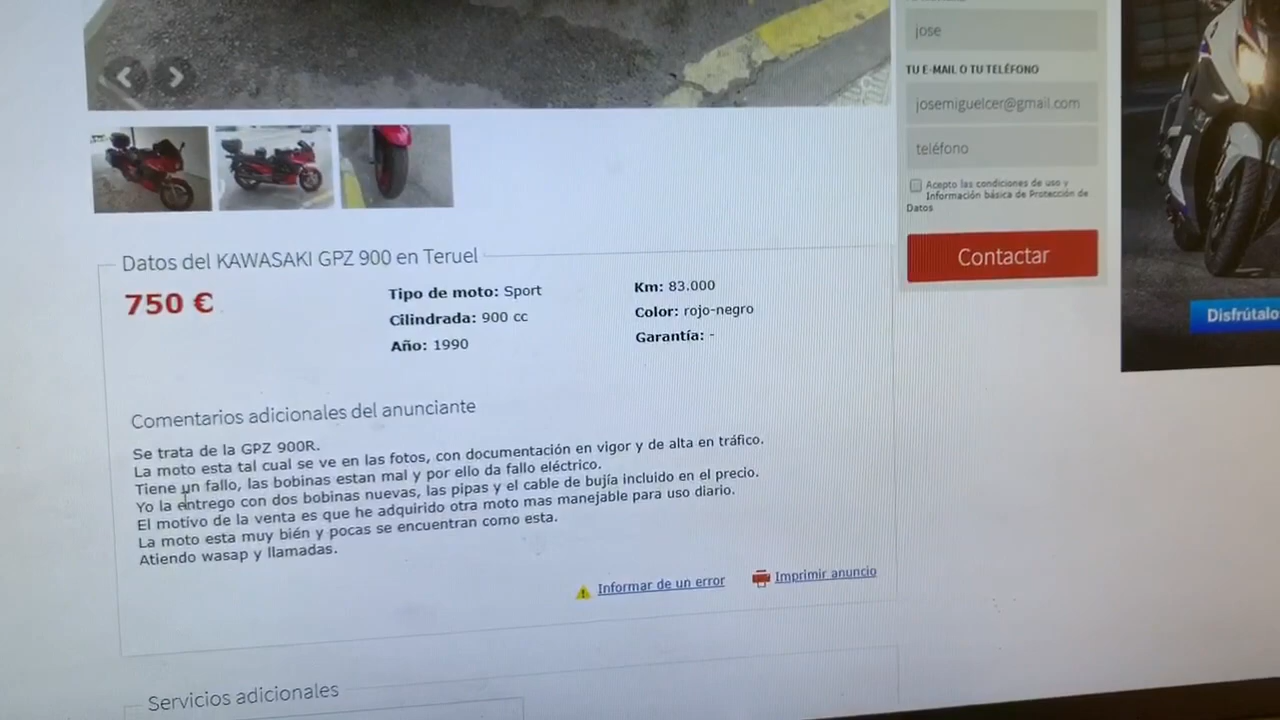 jose
TU E-MAIL O TU TELÉFONO
josemiguelcer@gmail.com
teléfono
Acepto las condiciones de uso y
Información básica de Protección de
Datos
Contactar
Disfrútalo
Datos del KAWASAKI GPZ 900 en Teruel
750 €
Tipo de moto: Sport
Cilindrada: 900 cc
Año: 1990
Km: 83.000
Color: rojo-negro
Garantía: -
Comentarios adicionales del anunciante
Se trata de la GPZ 900R.
La moto esta tal cual se ve en las fotos, con documentación en vigor y de alta en tráfico.
Tiene un fallo, las bobinas estan mal y por ello da fallo eléctrico.
Yo la entrego con dos bobinas nuevas, las pipas y el cable de bujía incluido en el precio.
El motivo de la venta es que he adquirido otra moto mas manejable para uso diario.
La moto esta muy bién y pocas se encuentran como esta.
Atiendo wasap y llamadas.
Informar de un error
Imprimir anuncio
Servicios adicionales